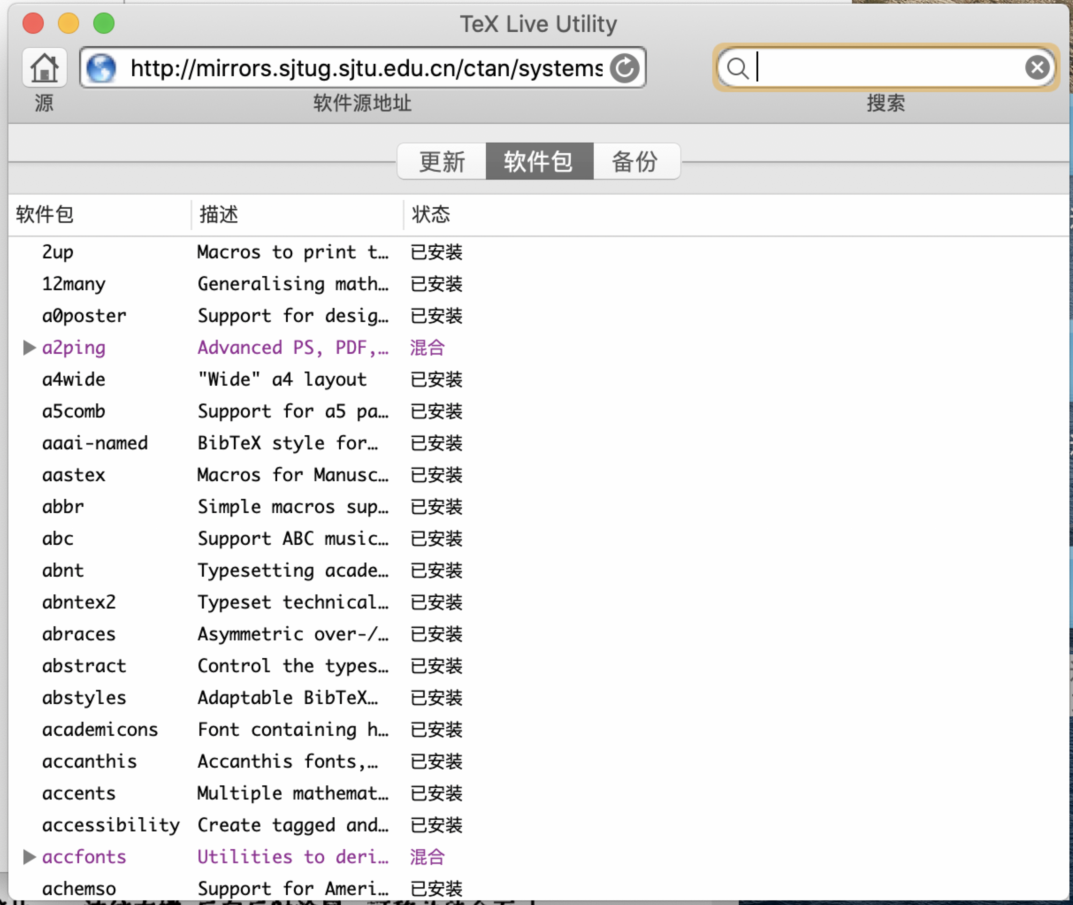 TeX Live Utility
http://mirrors.sjtug.sjtu.edu.cn/ctan/systems
源 软件源地址 搜索
更新 软件包 备份
软件包 描述 状态
2up Macros to print t… 已安装
12many Generalising math… 已安装
a0poster Support for desig… 已安装
a2ping Advanced PS, PDF,… 混合
a4wide "Wide" a4 layout 已安装
a5comb Support for a5 pa… 已安装
aaai-named BibTeX style for… 已安装
aastex Macros for Manusc… 已安装
abbr Simple macros sup… 已安装
abc Support ABC music… 已安装
abnt Typesetting acade… 已安装
abntex2 Typeset technical… 已安装
abraces Asymmetric over-/… 已安装
abstract Control the types… 已安装
abstyles Adaptable BibTeX… 已安装
academicons Font containing h… 已安装
accanthis Accanthis fonts,… 已安装
accents Multiple mathemat… 已安装
accessibility Create tagged and… 已安装
accfonts Utilities to deri… 混合
achemso Support for Ameri… 已安装